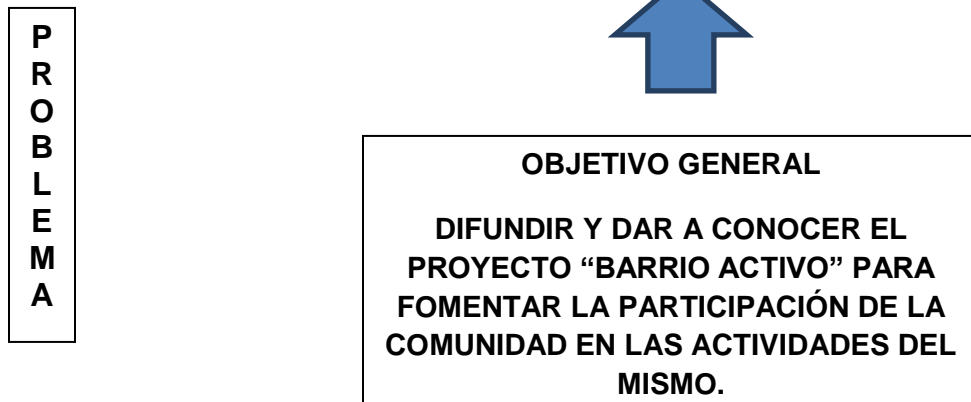 P
R
O
B
L
E
M
A
OBJETIVO GENERAL
DIFUNDIR Y DAR A CONOCER EL
PROYECTO “BARRIO ACTIVO” PARA
FOMENTAR LA PARTICIPACIÓN DE LA
COMUNIDAD EN LAS ACTIVIDADES DEL
MISMO.